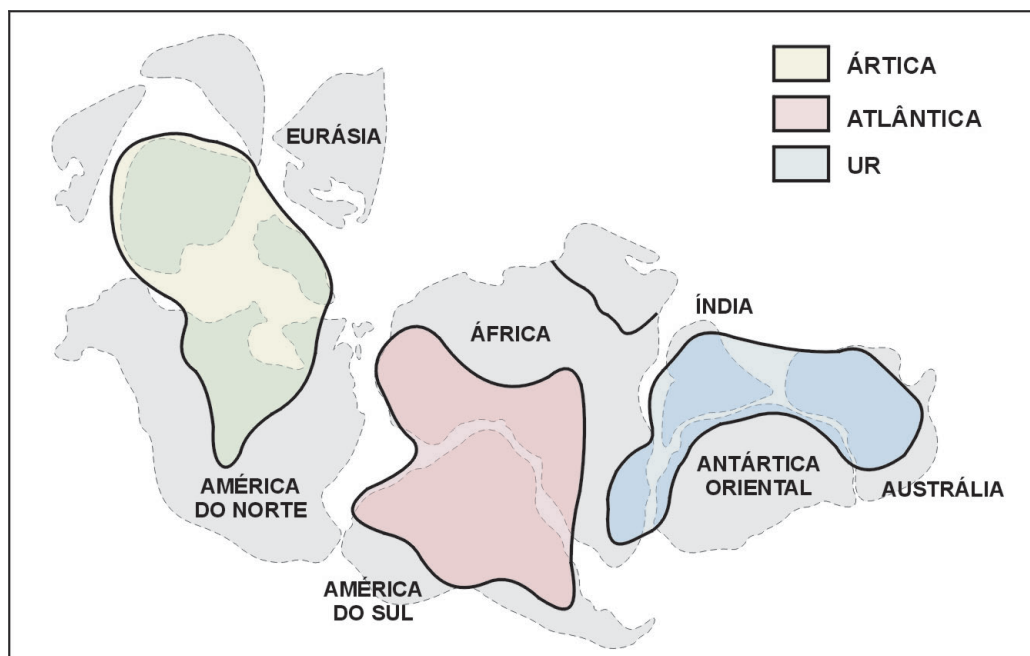 ÁRTICA
ATLÂNTICA
UR
EURÁSIA
ÍNDIA
ÁFRICA
AMÉRICA
DO NORTE
ANTÁRTICA
ORIENTAL
AUSTRÁLIA
AMÉRICA
DO SUL